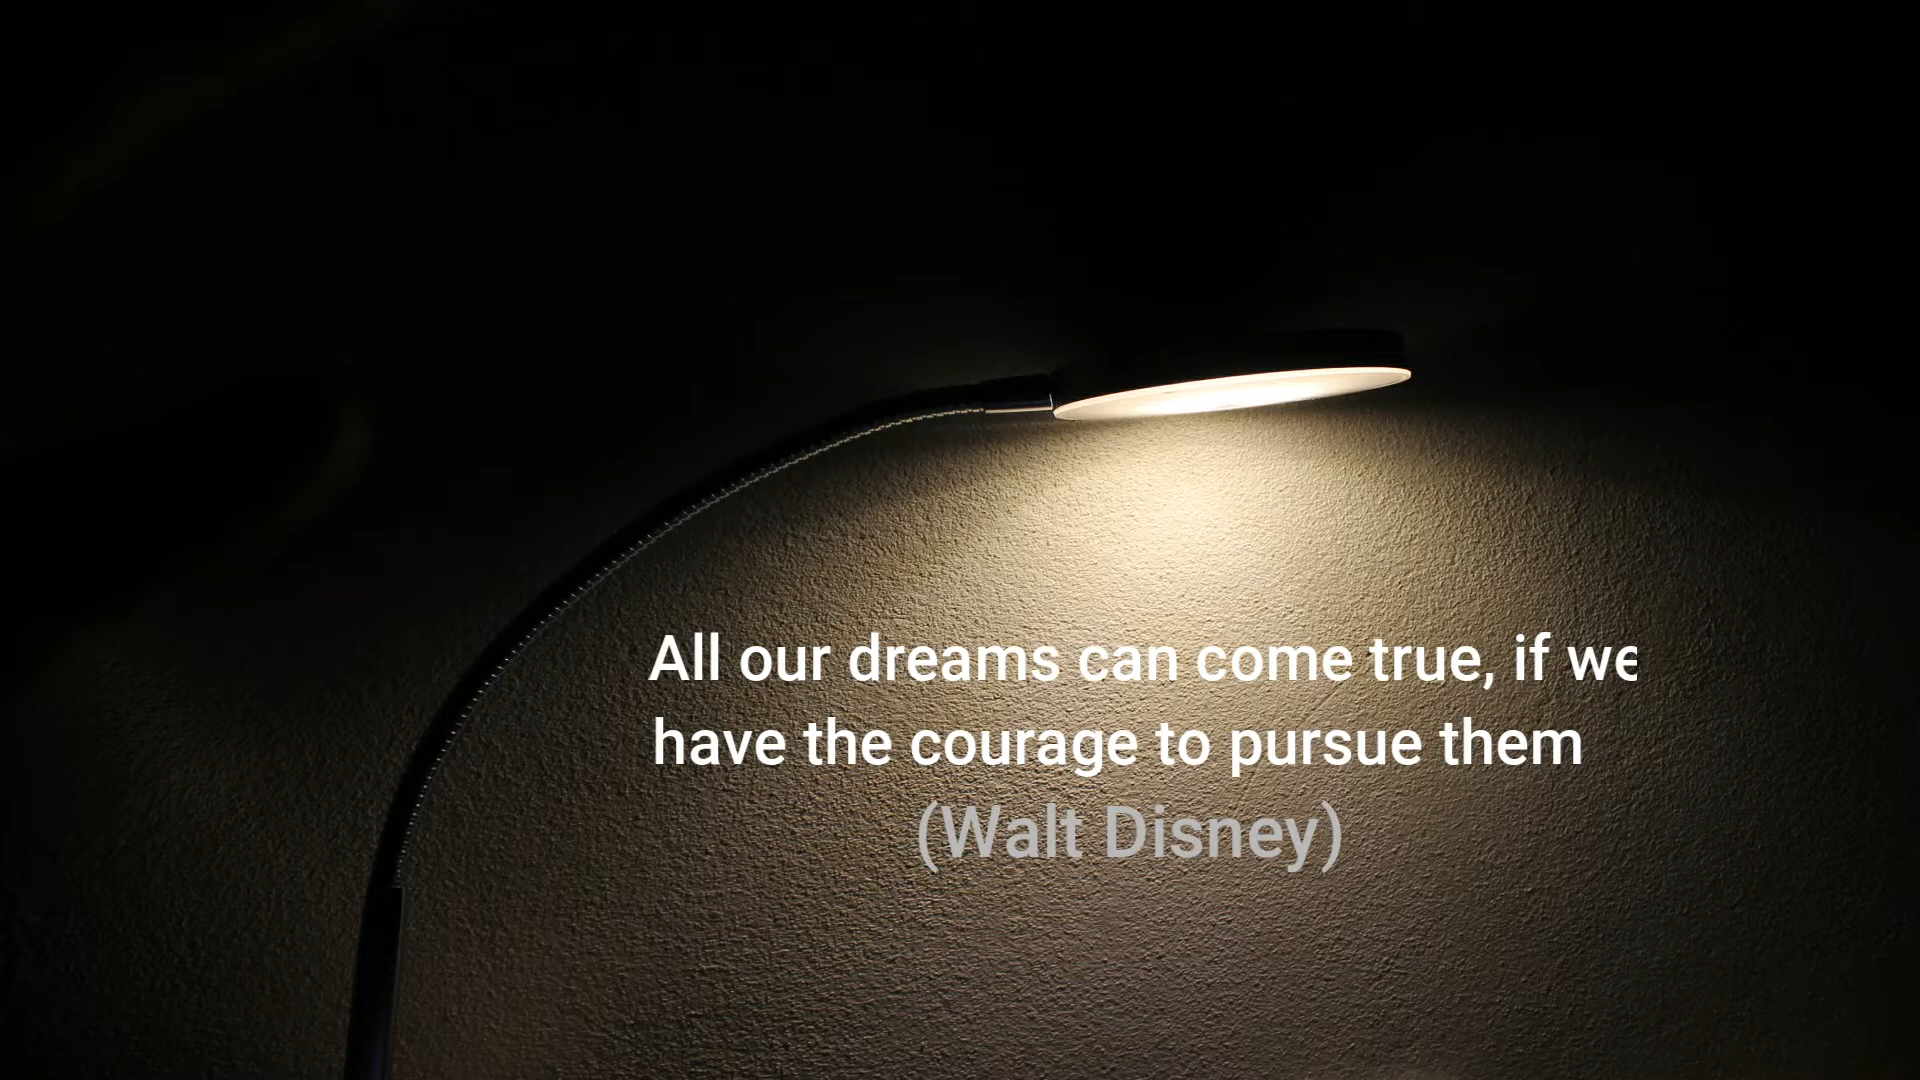 All our dreams can come true, if we
have the courage to pursue them
(Walt Disney)